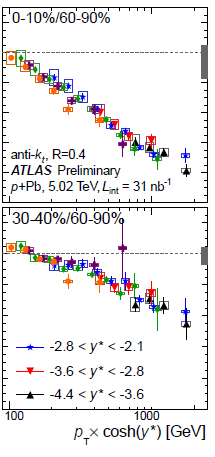 0-10%/60-90%
anti-kₜ, R=0.4
ATLAS Preliminary
p+Pb, 5.02 TeV, Lᵢₙₜ = 31 nb⁻¹
30-40%/60-90%
-2.8 < y* < -2.1
-3.6 < y* < -2.8
-4.4 < y* < -3.6
100 1000
p_T× cosh(y*) [GeV]